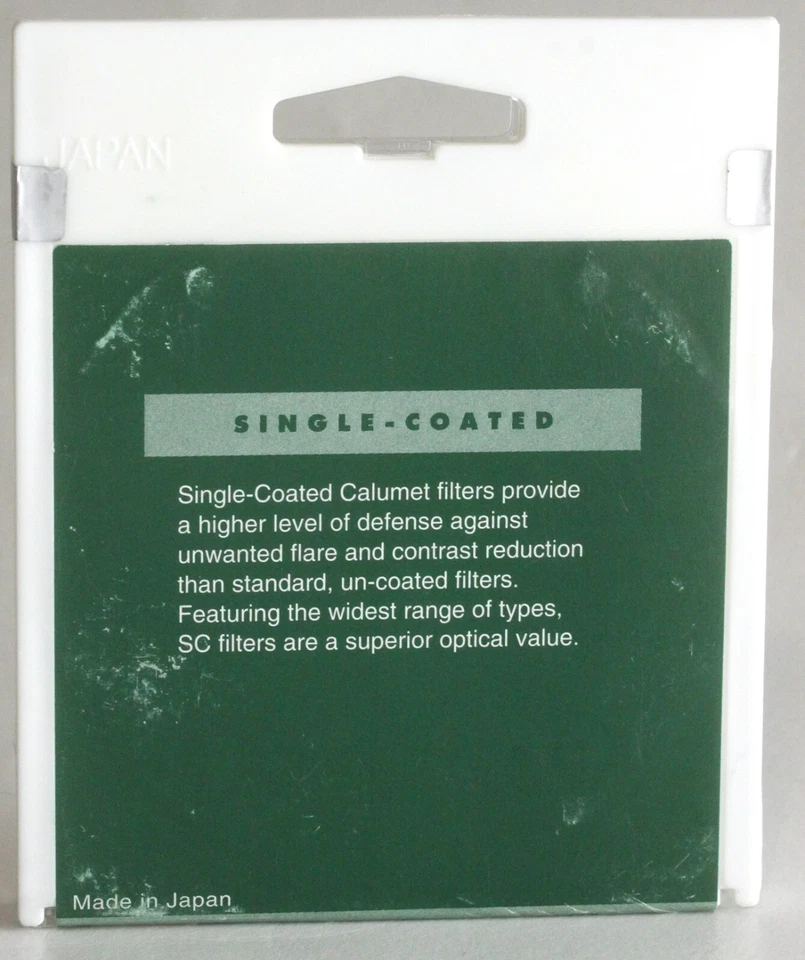 JAPAN
SINGLE-COATED
Single-Coated Calumet filters provide
a higher level of defense against
unwanted flare and contrast reduction
than standard, un-coated filters.
Featuring the widest range of types,
SC filters are a superior optical value.
Made in Japan